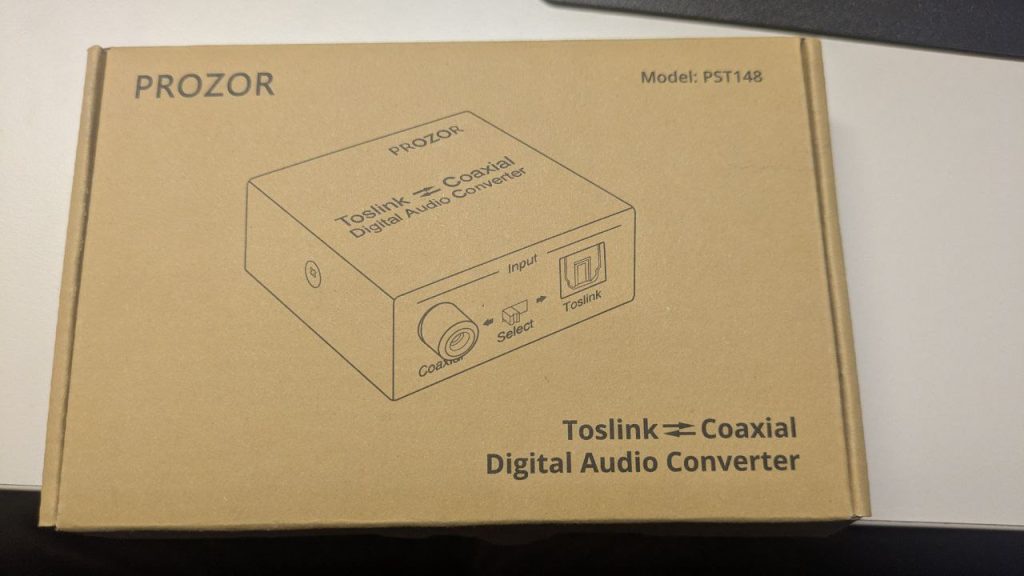 PROZOR
Model: PST148
PROZOR
Toslink ⇌ Coaxial
Digital Audio Converter
Input
Toslink
Select
Coaxial
Toslink ⇌ Coaxial
Digital Audio Converter